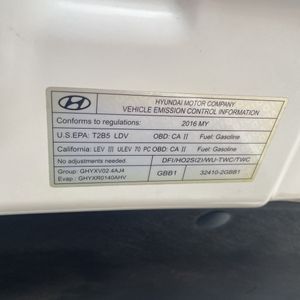 HYUNDAI MOTOR COMPANY
VEHICLE EMISSION CONTROL INFORMATION
Conforms to regulations: 2016 MY
U.S.EPA: T2B5 LDV OBD: CA II Fuel: Gasoline
California: LEV III ULEV 70 PC OBD: CA II Fuel: Gasoline
No adjustments needed. DFI/HO2S(2)/WU-TWC/TWC
Group: GHYXV02.4AJ4 GBB1 32410-2GBB1
Evap: GHYXR0140AHV